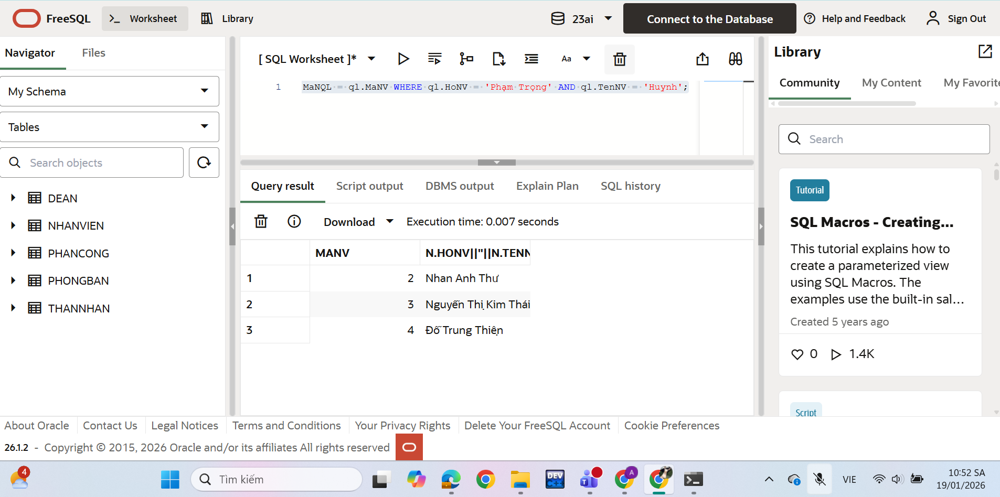 FreeSQL
Worksheet
Library
23ai
Connect to the Database
Help and Feedback
Sign Out
Navigator
Files
My Schema
Tables
Search objects
DEAN
NHANVIEN
PHANCONG
PHONGBAN
THANNHAN
[ SQL Worksheet ]*
Aa
1 MaNQL = ql.MaNV WHERE ql.HoNV = 'Phạm Trọng' AND ql.TenNV = 'Huynh';
Query result
Script output
DBMS output
Explain Plan
SQL history
Download
Execution time: 0.007 seconds
MANV N.HONV||"||N.TENN
1 2 Nhan Anh Thư
2 3 Nguyễn Thị Kim Thái
3 4 Đỗ Trung Thiện
Library
Community
My Content
My Favorite
Search
Tutorial
SQL Macros - Creating...
This tutorial explains how to
create a parameterized view
using SQL Macros. The
examples use the built-in sal...
Created 5 years ago
0 1.4K
Script
About Oracle
Contact Us
Legal Notices
Terms and Conditions
Your Privacy Rights
Delete Your FreeSQL Account
Cookie Preferences
26.1.2 - Copyright © 2015, 2026 Oracle and/or its affiliates All rights reserved
4
Tìm kiếm
DEV
C++
T
A
VIE
10:52 SA
19/01/2026